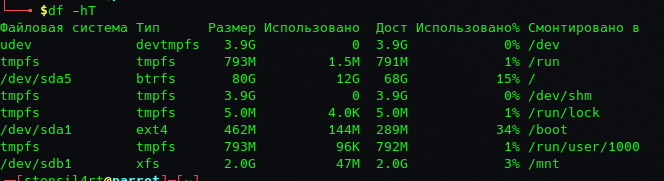 $df -hT
Файловая система Тип Размер Использовано Дост Использовано% Смонтировано в
udev devtmpfs 3.9G 0 3.9G 0% /dev
tmpfs tmpfs 793M 1.5M 791M 1% /run
/dev/sda5 btrfs 80G 12G 68G 15% /
tmpfs tmpfs 3.9G 0 3.9G 0% /dev/shm
tmpfs tmpfs 5.0M 4.0K 5.0M 1% /run/lock
/dev/sda1 ext4 462M 144M 289M 34% /boot
tmpfs tmpfs 793M 96K 792M 1% /run/user/1000
/dev/sdb1 xfs 2.0G 47M 2.0G 3% /mnt